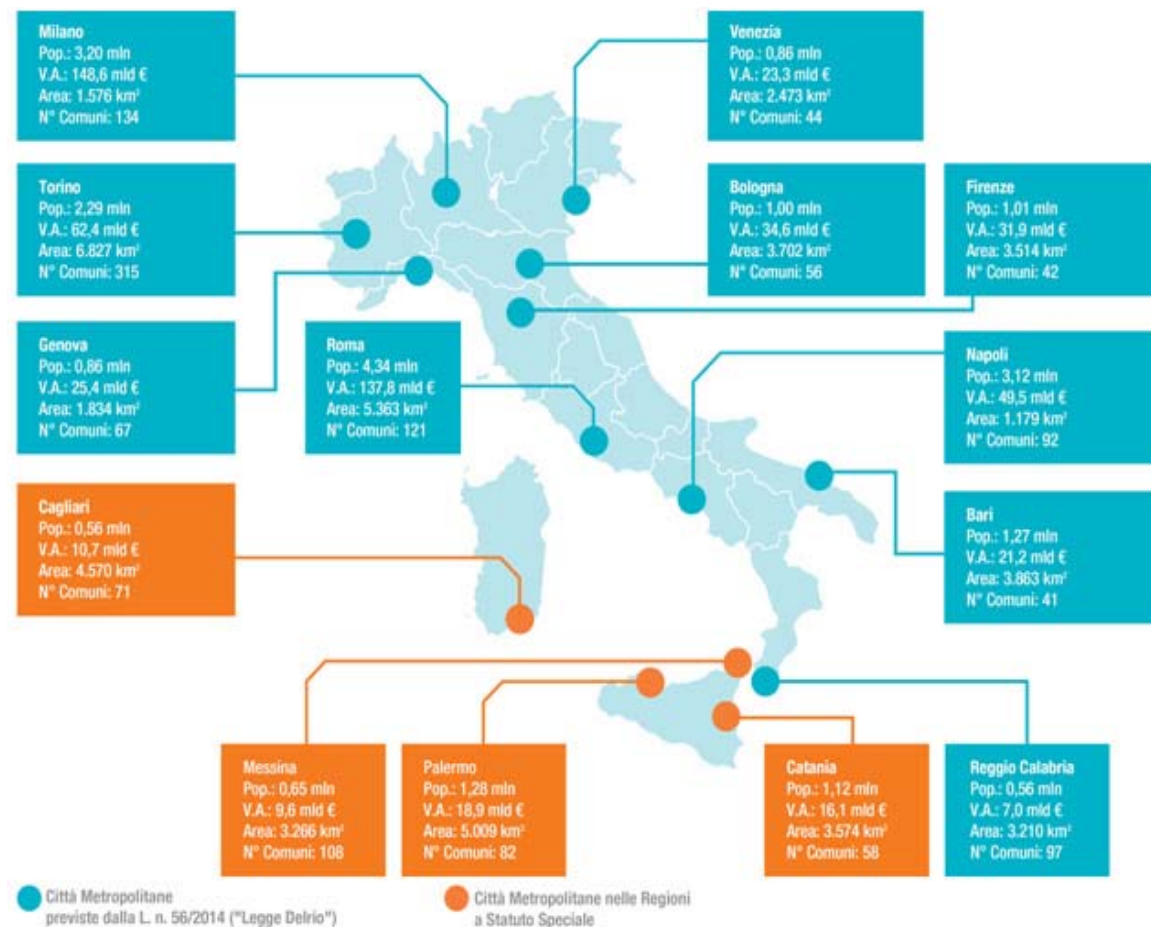 Milano
Pop.: 3,20 mln
V.A.: 148,6 mld €
Area: 1.576 km²
N° Comuni: 134
Venezia
Pop.: 0,86 mln
V.A.: 23,3 mld €
Area: 2.473 km²
N° Comuni: 44
Torino
Pop.: 2,29 mln
V.A.: 62,4 mld €
Area: 6.827 km²
N° Comuni: 315
Bologna
Pop.: 1,00 mln
V.A.: 34,6 mld €
Area: 3.702 km²
N° Comuni: 56
Firenze
Pop.: 1,01 mln
V.A.: 31,9 mld €
Area: 3.514 km²
N° Comuni: 42
Genova
Pop.: 0,86 mln
V.A.: 25,4 mld €
Area: 1.834 km²
N° Comuni: 67
Roma
Pop.: 4,34 mln
V.A.: 137,8 mld €
Area: 5.363 km²
N° Comuni: 121
Napoli
Pop.: 3,12 mln
V.A.: 49,5 mld €
Area: 1.179 km²
N° Comuni: 92
Cagliari
Pop.: 0,56 mln
V.A.: 10,7 mld €
Area: 4.570 km²
N° Comuni: 71
Bari
Pop.: 1,27 mln
V.A.: 21,2 mld €
Area: 3.863 km²
N° Comuni: 41
Messina
Pop.: 0,65 mln
V.A.: 9,6 mld €
Area: 3.266 km²
N° Comuni: 108
Palermo
Pop.: 1,28 mln
V.A.: 18,9 mld €
Area: 5.009 km²
N° Comuni: 82
Catania
Pop.: 1,12 mln
V.A.: 16,1 mld €
Area: 3.574 km²
N° Comuni: 58
Reggio Calabria
Pop.: 0,56 mln
V.A.: 7,0 mld €
Area: 3.210 km²
N° Comuni: 97
Città Metropolitane
previste dalla L. n. 56/2014 ("Legge Delrio")
Città Metropolitane nelle Regioni
a Statuto Speciale